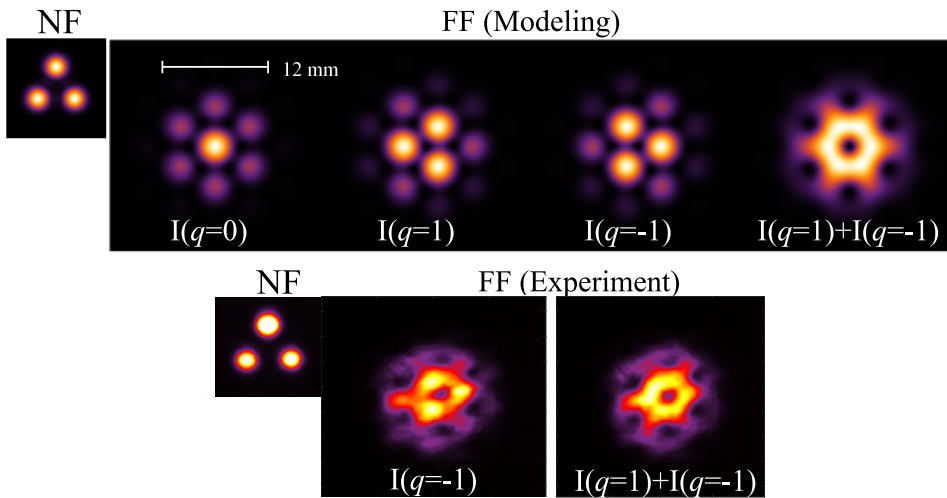 NF
FF (Modeling)
12 mm
I(q=0)
I(q=1)
I(q=-1)
I(q=1)+I(q=-1)
NF
FF (Experiment)
I(q=-1)
I(q=1)+I(q=-1)